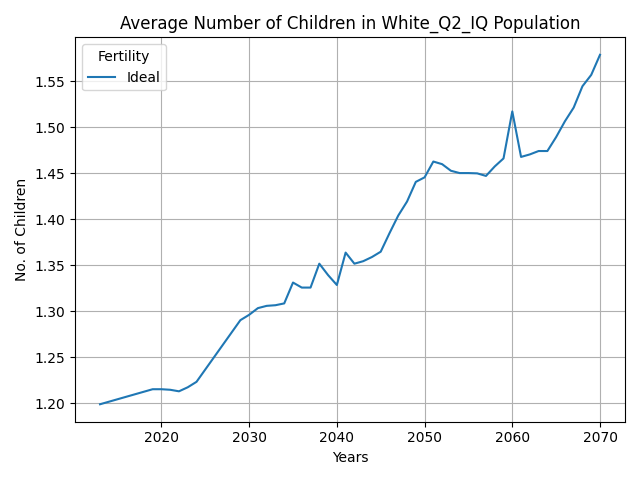 Average Number of Children in White_Q2_IQ Population
Fertility
Ideal
No. of Children
1.55
1.50
1.45
1.40
1.35
1.30
1.25
1.20
2020 2030 2040 2050 2060 2070
Years